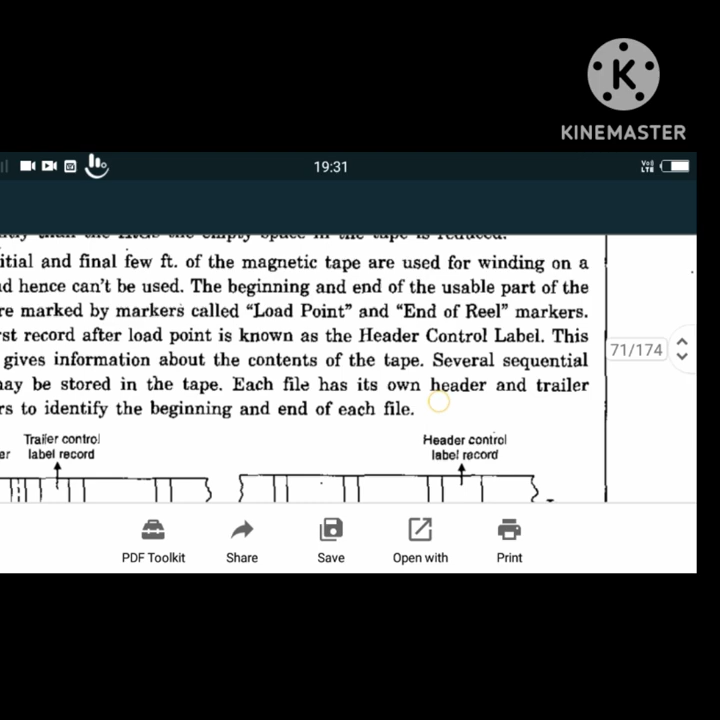 KINEMASTER
19:31
Vo)) LTE
itial and final few ft. of the magnetic tape are used for winding on a
d hence can't be used. The beginning and end of the usable part of the
re marked by markers called “Load Point” and “End of Reel” markers.
rst record after load point is known as the Header Control Label. This
gives information about the contents of the tape. Several sequential
nay be stored in the tape. Each file has its own header and trailer
rs to identify the beginning and end of each file.
71/174
Trailer control
er label record
Header control
label record
PDF Toolkit Share Save Open with Print